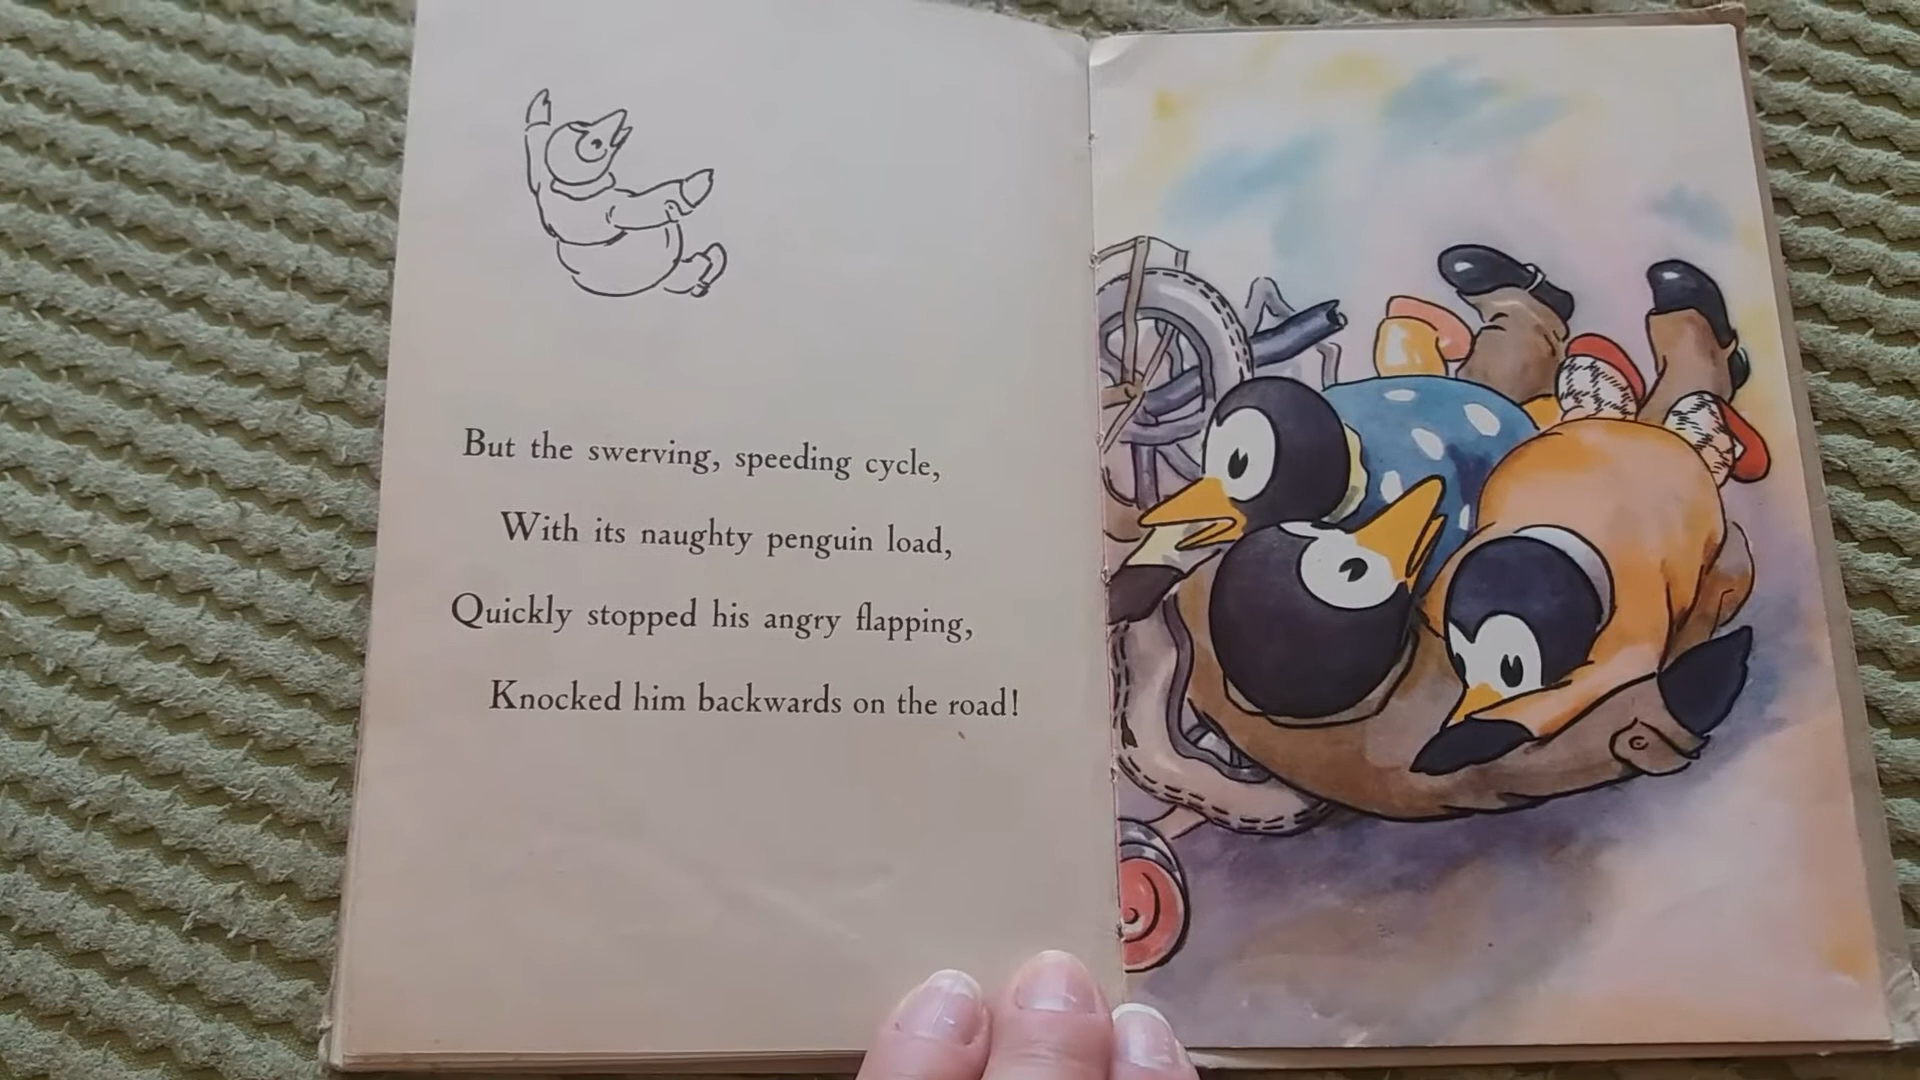 But the swerving, speeding cycle,
With its naughty penguin load,
Quickly stopped his angry flapping,
Knocked him backwards on the road!